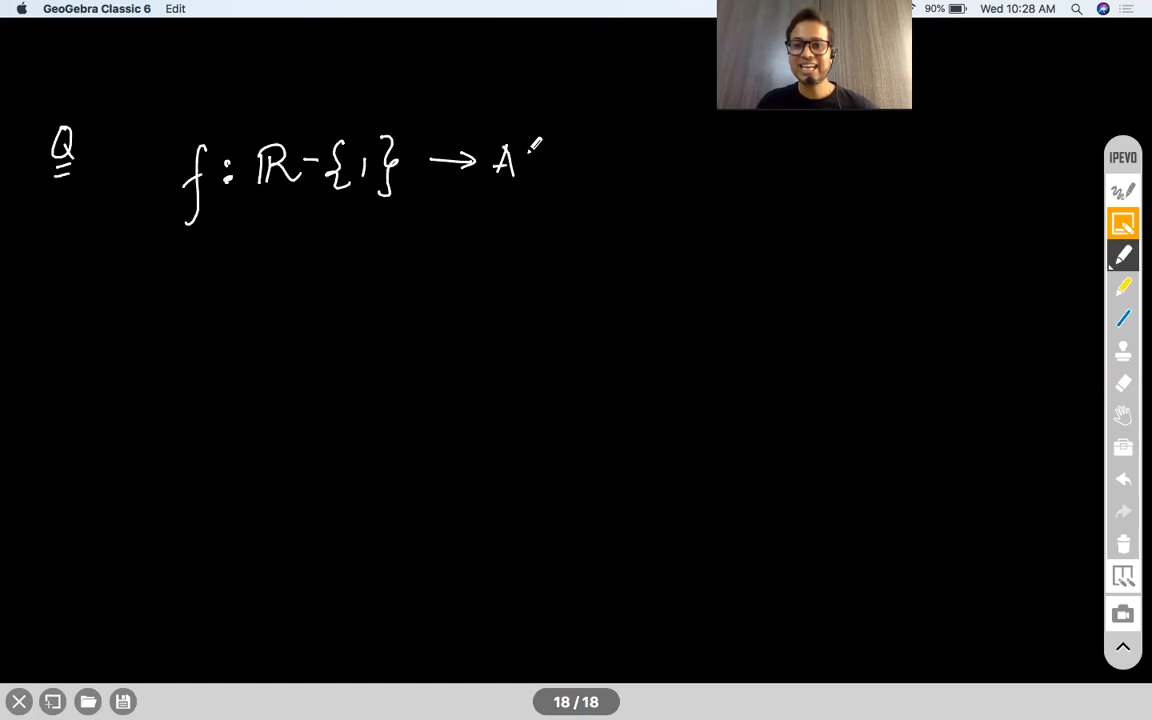 GeoGebra Classic 6 Edit 90% Wed 10:28 AM
Q f : ℝ - {1} → A
IPEVO
18 / 18